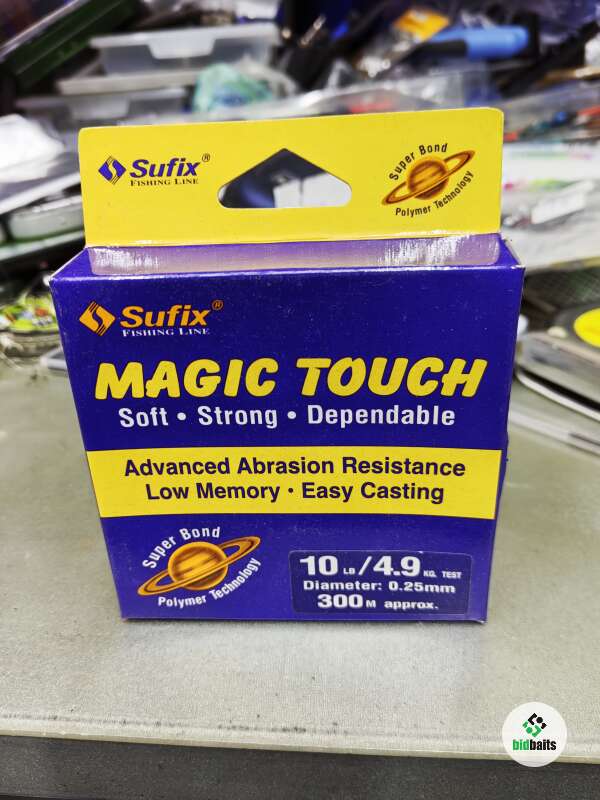 Sufix®
FISHING LINE
Super Bond
Polymer Technology
Sufix®
FISHING LINE
MAGIC TOUCH
Soft • Strong • Dependable
Advanced Abrasion Resistance
Low Memory • Easy Casting
Super Bond
Polymer Technology
10 LB/4.9 KG. TEST
Diameter: 0.25mm
300M approx.
bidbaits